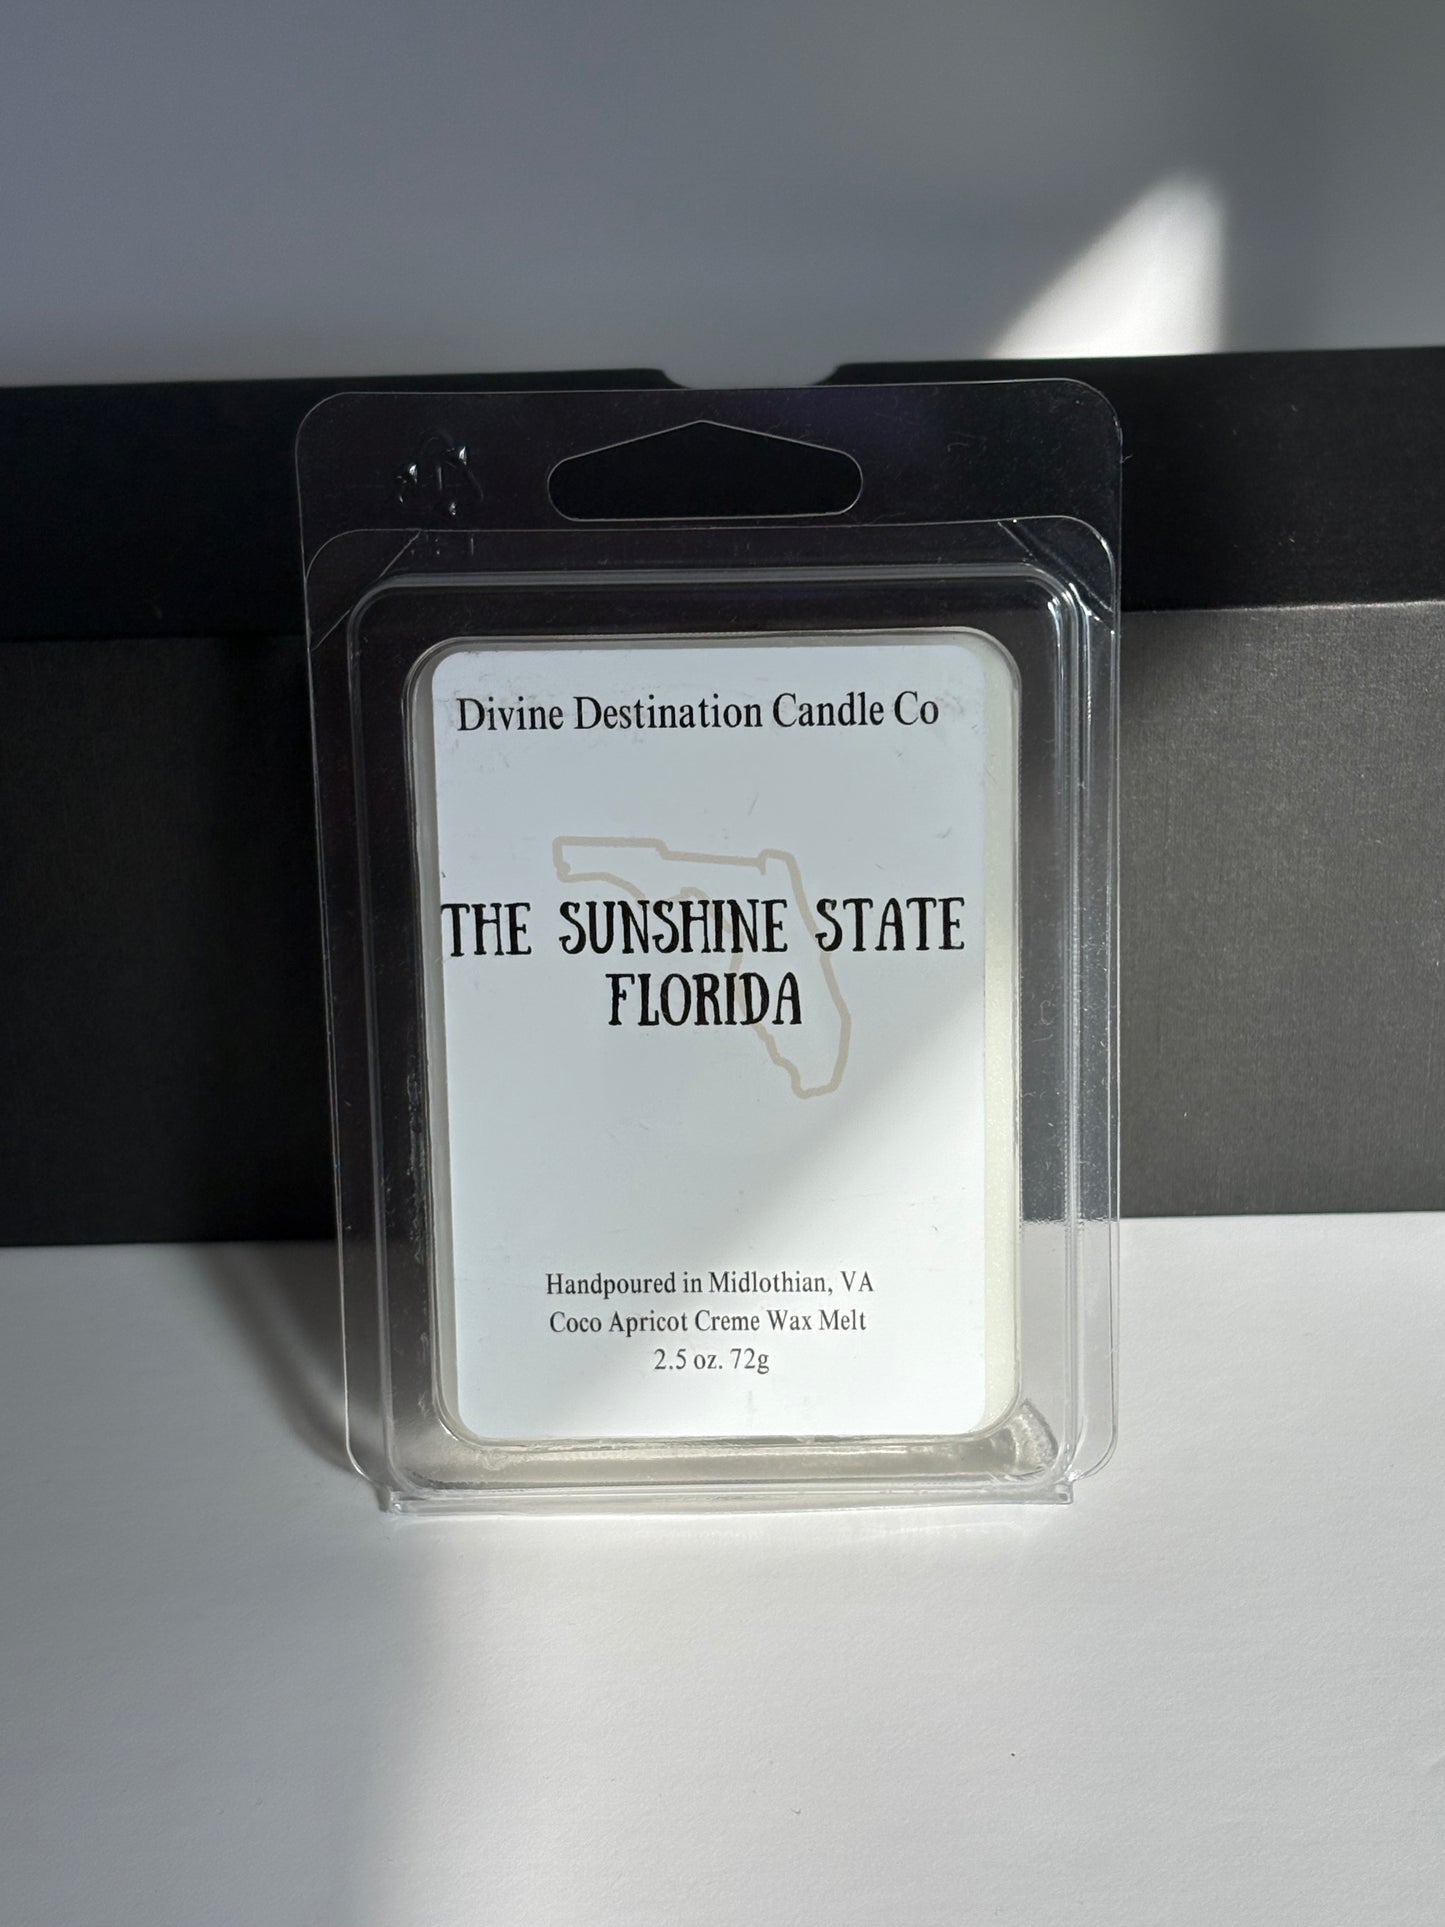 Divine Destination Candle Co
THE SUNSHINE STATE
FLORIDA
Handpoured in Midlothian, VA
Coco Apricot Creme Wax Melt
2.5 oz. 72g